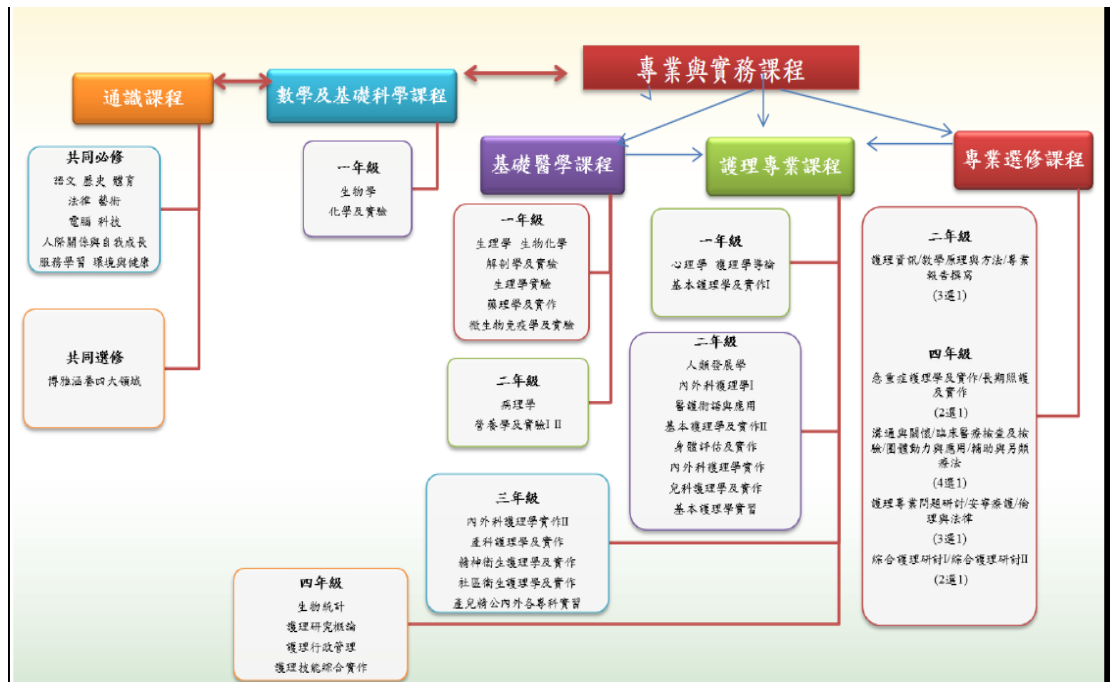 專業與實務課程
通識課程
數學及基礎科學課程
基礎醫學課程
護理專業課程
專業選修課程
共同必修
語文 歷史 體育
法律 藝術
電腦 科技
人際關係與自我成長
服務學習 環境與健康
共同選修
博雅涵養四大領域
一年級
生物學
化學及實驗
一年級
生理學 生物化學
解剖學及實驗
生理學實驗
藥理學及實作
微生物免疫學及實驗
二年級
病理學
營養學及實驗I II
一年級
心理學 護理學導論
基本護理學及實作I
二年級
人類發展學
內外科護理學I
醫護術語與應用
基本護理學及實作II
身體評估及實作
內外科護理學實作
兒科護理學及實作
基本護理學實習
三年級
內外科護理學實作II
產科護理學及實作
精神衛生護理學及實作
社區衛生護理學及實作
產兒精公內外各專科實習
四年級
生物統計
護理研究概論
護理行政管理
護理技能綜合實作
二年級
護理資訊/教學原理與方法/專業
報告撰寫
(3選1)
四年級
急重症護理學及實作/長期照護
及實作
(2選1)
溝通與關懷/臨床醫療檢查及檢
驗/團體動力與應用/輔助與另類
療法
(4選1)
護理專業問題研討/安寧療護/倫
理與法律
(3選1)
綜合護理研討I/綜合護理研討II
(2選1)